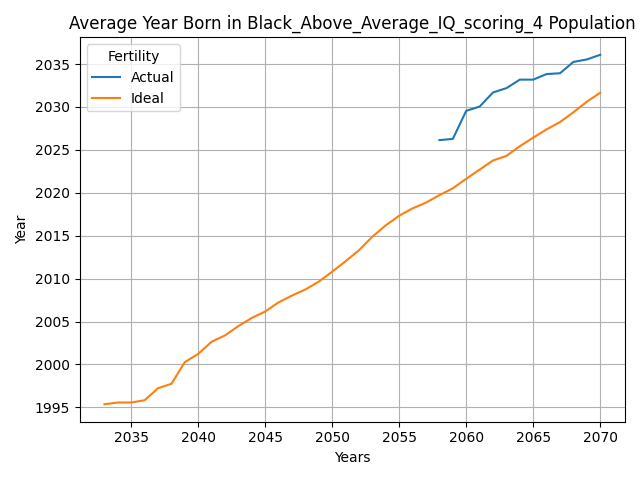 Average Year Born in Black_Above_Average_IQ_scoring_4 Population
Fertility
Actual
Ideal
Year
2035
2030
2025
2020
2015
2010
2005
2000
1995
2035 2040 2045 2050 2055 2060 2065 2070
Years